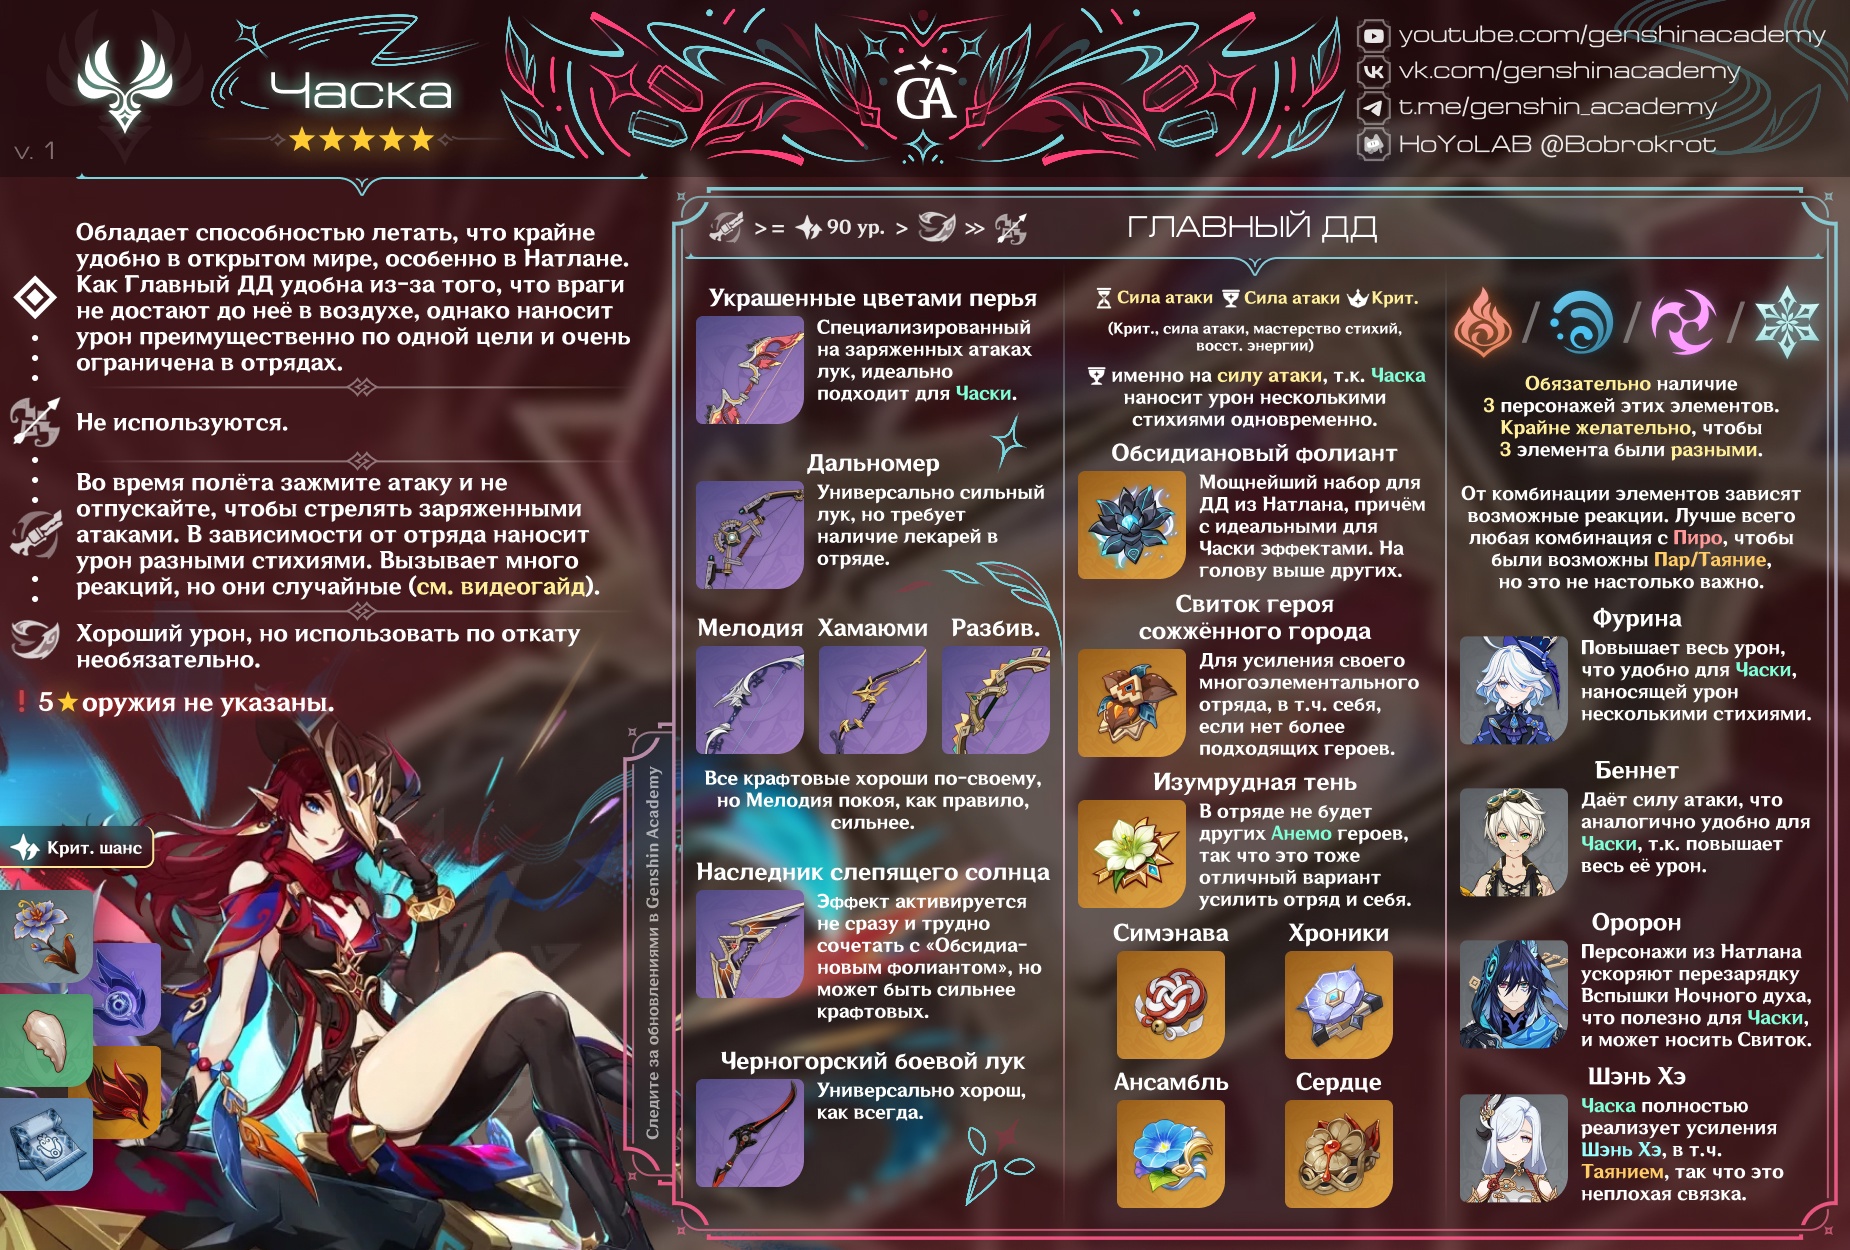 Часка
v. 1
GA
youtube.com/genshinacademy
vk.com/genshinacademy
t.me/genshin_academy
HoYoLAB @Bobrokrot
Обладает способностью летать, что крайне
удобно в открытом мире, особенно в Натлане.
Как Главный ДД удобна из-за того, что враги
не достают до неё в воздухе, однако наносит
урон преимущественно по одной цели и очень
ограничена в отрядах.
Не используются.
Во время полёта зажмите атаку и не
отпускайте, чтобы стрелять заряженными
атаками. В зависимости от отряда наносит
урон разными стихиями. Вызывает много
реакций, но они случайные (см. видеогайд).
Хороший урон, но использовать по откату
необязательно.
! 5★оружия не указаны.
Крит. шанс
Следите за обновлениями в Genshin Academy
>= 90 ур. > >>
ГЛАВНЫЙ ДД
Украшенные цветами перья
Специализированный
на заряженных атаках
лук, идеально
подходит для Часки.
Дальномер
Универсально сильный
лук, но требует
наличие лекарей в
отряде.
Мелодия Хамаюми Разбив.
Все крафтовые хороши по-своему,
но Мелодия покоя, как правило,
сильнее.
Наследник слепящего солнца
Эффект активируется
не сразу и трудно
сочетать с «Обсидиа-
новым фолиантом», но
может быть сильнее
крафтовых.
Черногорский боевой лук
Универсально хорош,
как всегда.
Сила атаки Сила атаки Крит.
(Крит., сила атаки, мастерство стихий,
восст. энергии)
именно на силу атаки, т.к. Часка
наносит урон несколькими
стихиями одновременно.
Обсидиановый фолиант
Мощнейший набор для
ДД из Натлана, причём
с идеальными для
Часки эффектами. На
голову выше других.
Свиток героя
сожжённого города
Для усиления своего
многоэлементального
отряда, в т.ч. себя,
если нет более
подходящих героев.
Изумрудная тень
В отряде не будет
других Анемо героев,
так что это тоже
отличный вариант
усилить отряд и себя.
Симэнава Хроники
Ансамбль Сердце
/ / /
Обязательно наличие
3 персонажей этих элементов.
Крайне желательно, чтобы
3 элемента были разными.
От комбинации элементов зависят
возможные реакции. Лучше всего
любая комбинация с Пиро, чтобы
были возможны Пар/Таяние,
но это не настолько важно.
Фурина
Повышает весь урон,
что удобно для Часки,
наносящей урон
несколькими стихиями.
Беннет
Даёт силу атаки, что
аналогично удобно для
Часки, т.к. повышает
весь её урон.
Оророн
Персонажи из Натлана
ускоряют перезарядку
Вспышки Ночного духа,
что полезно для Часки,
и может носить Свиток.
Шэнь Хэ
Часка полностью
реализует усиления
Шэнь Хэ, в т.ч.
Таянием, так что это
неплохая связка.